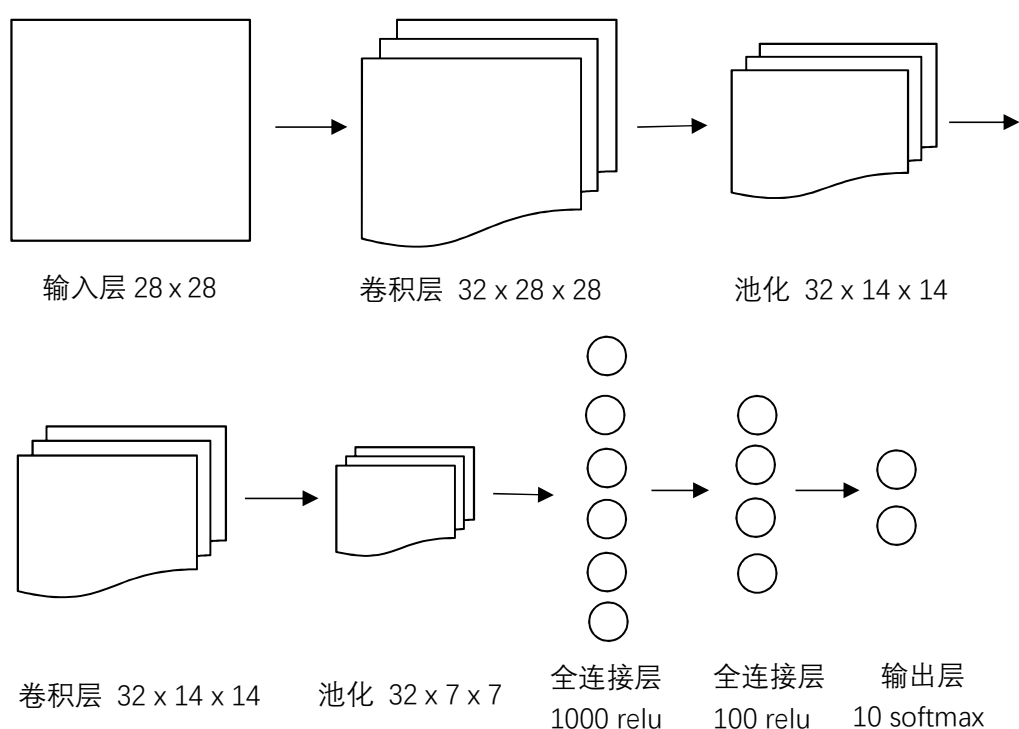 输入层 28 x 28
卷积层 32 x 28 x 28
池化 32 x 14 x 14
卷积层 32 x 14 x 14
池化 32 x 7 x 7
全连接层
1000 relu
全连接层
100 relu
输出层
10 softmax